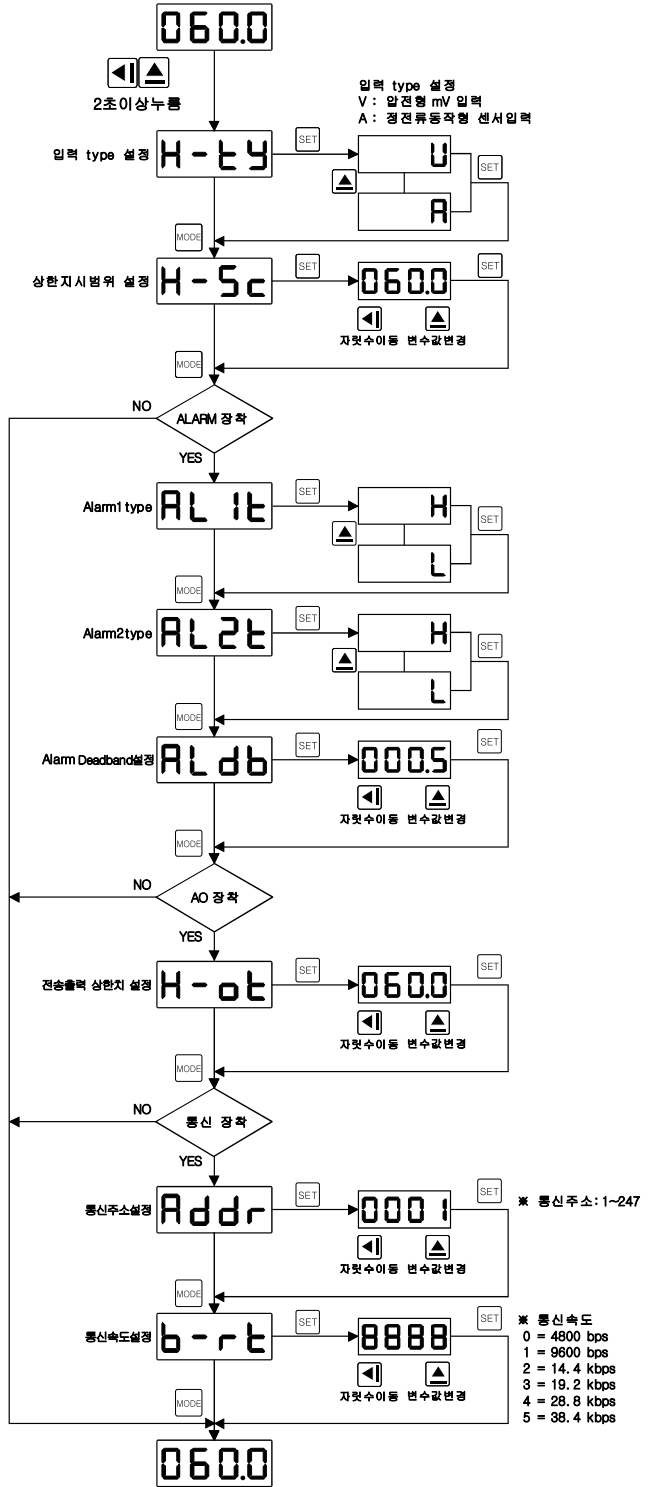 060.0
2초이상누름
입력 type 설정
V : 압전형 mV 입력
A : 정전류동작형 센서입력
입력 type 설정
H-tY
SET
U
A
SET
MODE
상한지시범위 설정
H-Sc
SET
060.0
SET
자릿수이동 변수값변경
MODE
NO
ALARM 장착
YES
Alarm1 type
AL1t
SET
H
L
SET
MODE
Alarm2type
AL2t
SET
H
L
SET
MODE
Alarm Deadband설정
ALdb
SET
000.5
SET
자릿수이동 변수값변경
MODE
NO
AO 장착
YES
전송출력 상한치 설정
H-ot
SET
060.0
SET
자릿수이동 변수값변경
MODE
NO
통신 장착
YES
통신주소설정
Addr
SET
0001
SET
※ 통신주소:1~247
자릿수이동 변수값변경
MODE
통신속도설정
b-rt
SET
8888
SET
※ 통신속도
0 = 4800 bps
1 = 9600 bps
2 = 14.4 kbps
3 = 19.2 kbps
4 = 28.8 kbps
5 = 38.4 kbps
자릿수이동 변수값변경
MODE
060.0